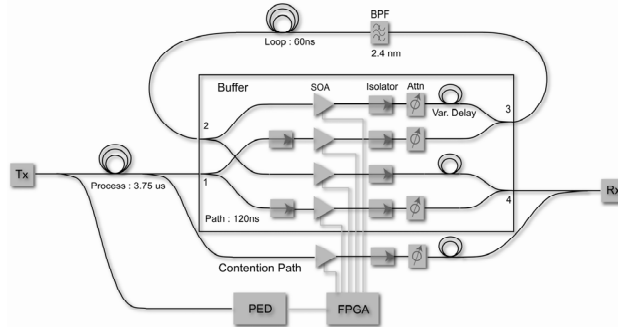 BPF
Loop : 60ns
2.4 nm
Buffer
SOA
Isolator
Attn
3
Var. Delay
2
Tx
1
Process : 3.75 us
4
Rx
Path : 120ns
Contention Path
PED
FPGA